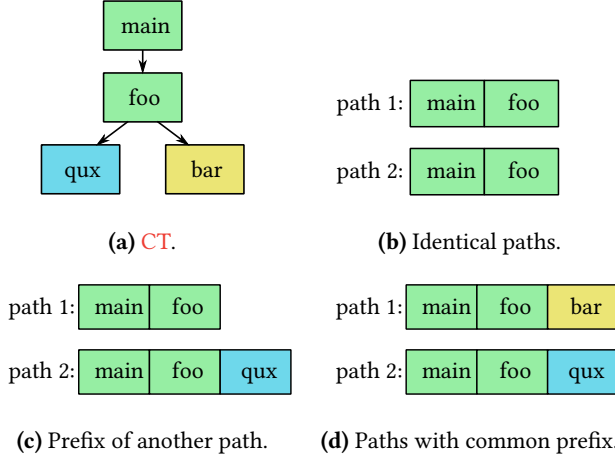 main
foo
qux bar
(a) CT.
path 1: main foo
path 2: main foo
(b) Identical paths.
path 1: main foo
path 2: main foo qux
(c) Prefix of another path.
path 1: main foo bar
path 2: main foo qux
(d) Paths with common prefix.